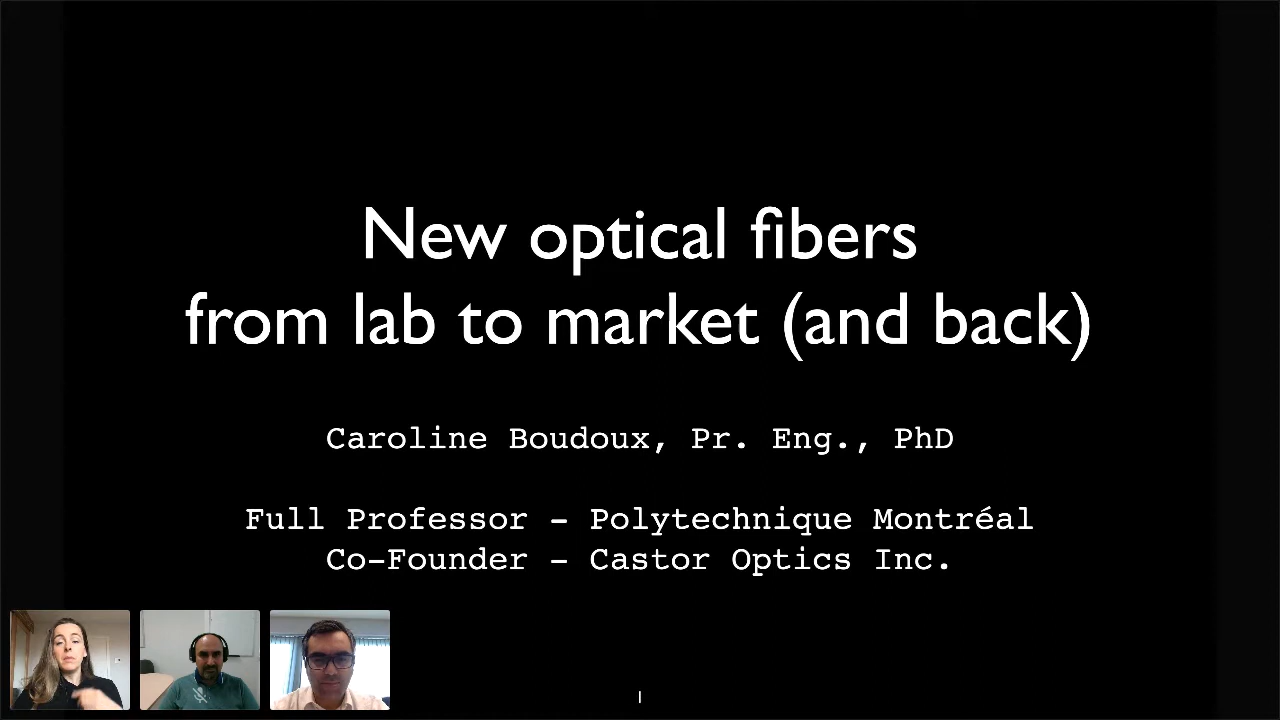 New optical fibers
from lab to market (and back)
Caroline Boudoux, Pr. Eng., PhD
Full Professor - Polytechnique Montréal
Co-Founder - Castor Optics Inc.
1